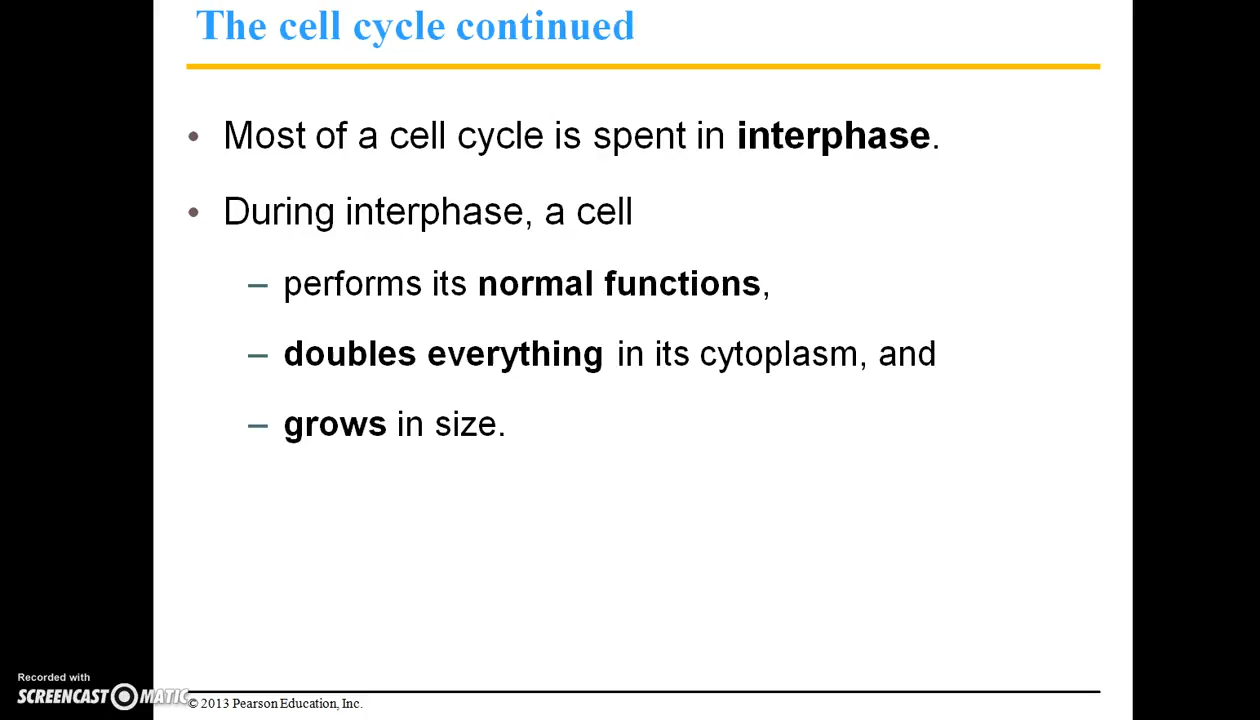 The cell cycle continued
• Most of a cell cycle is spent in interphase.
• During interphase, a cell
– performs its normal functions,
– doubles everything in its cytoplasm, and
– grows in size.
Recorded with
SCREENCAST MATIC
© 2013 Pearson Education, Inc.